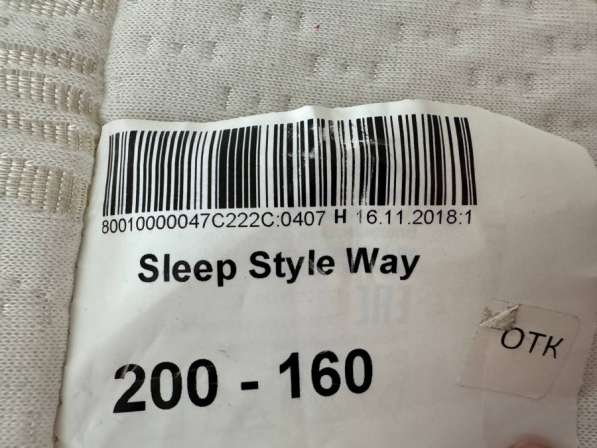 80010000047C222C:0407 H 16.11.2018:1
Sleep Style Way
200 - 160
ОТК